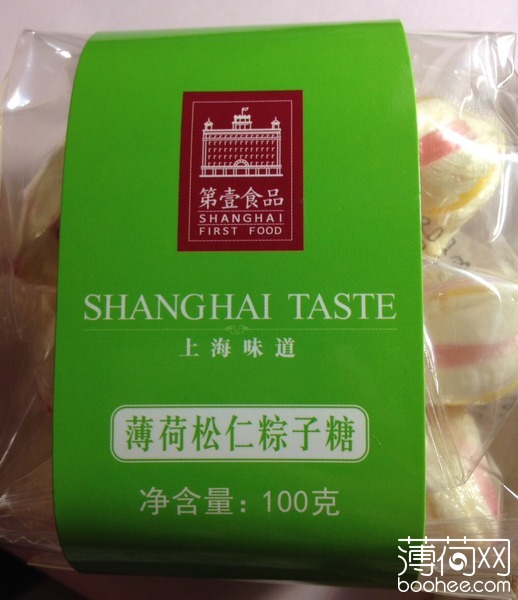 第壹食品
SHANGHAI
FIRST FOOD
SHANGHAI TASTE
上海味道
薄荷松仁粽子糖
净含量：100克
薄荷网
boohee.com